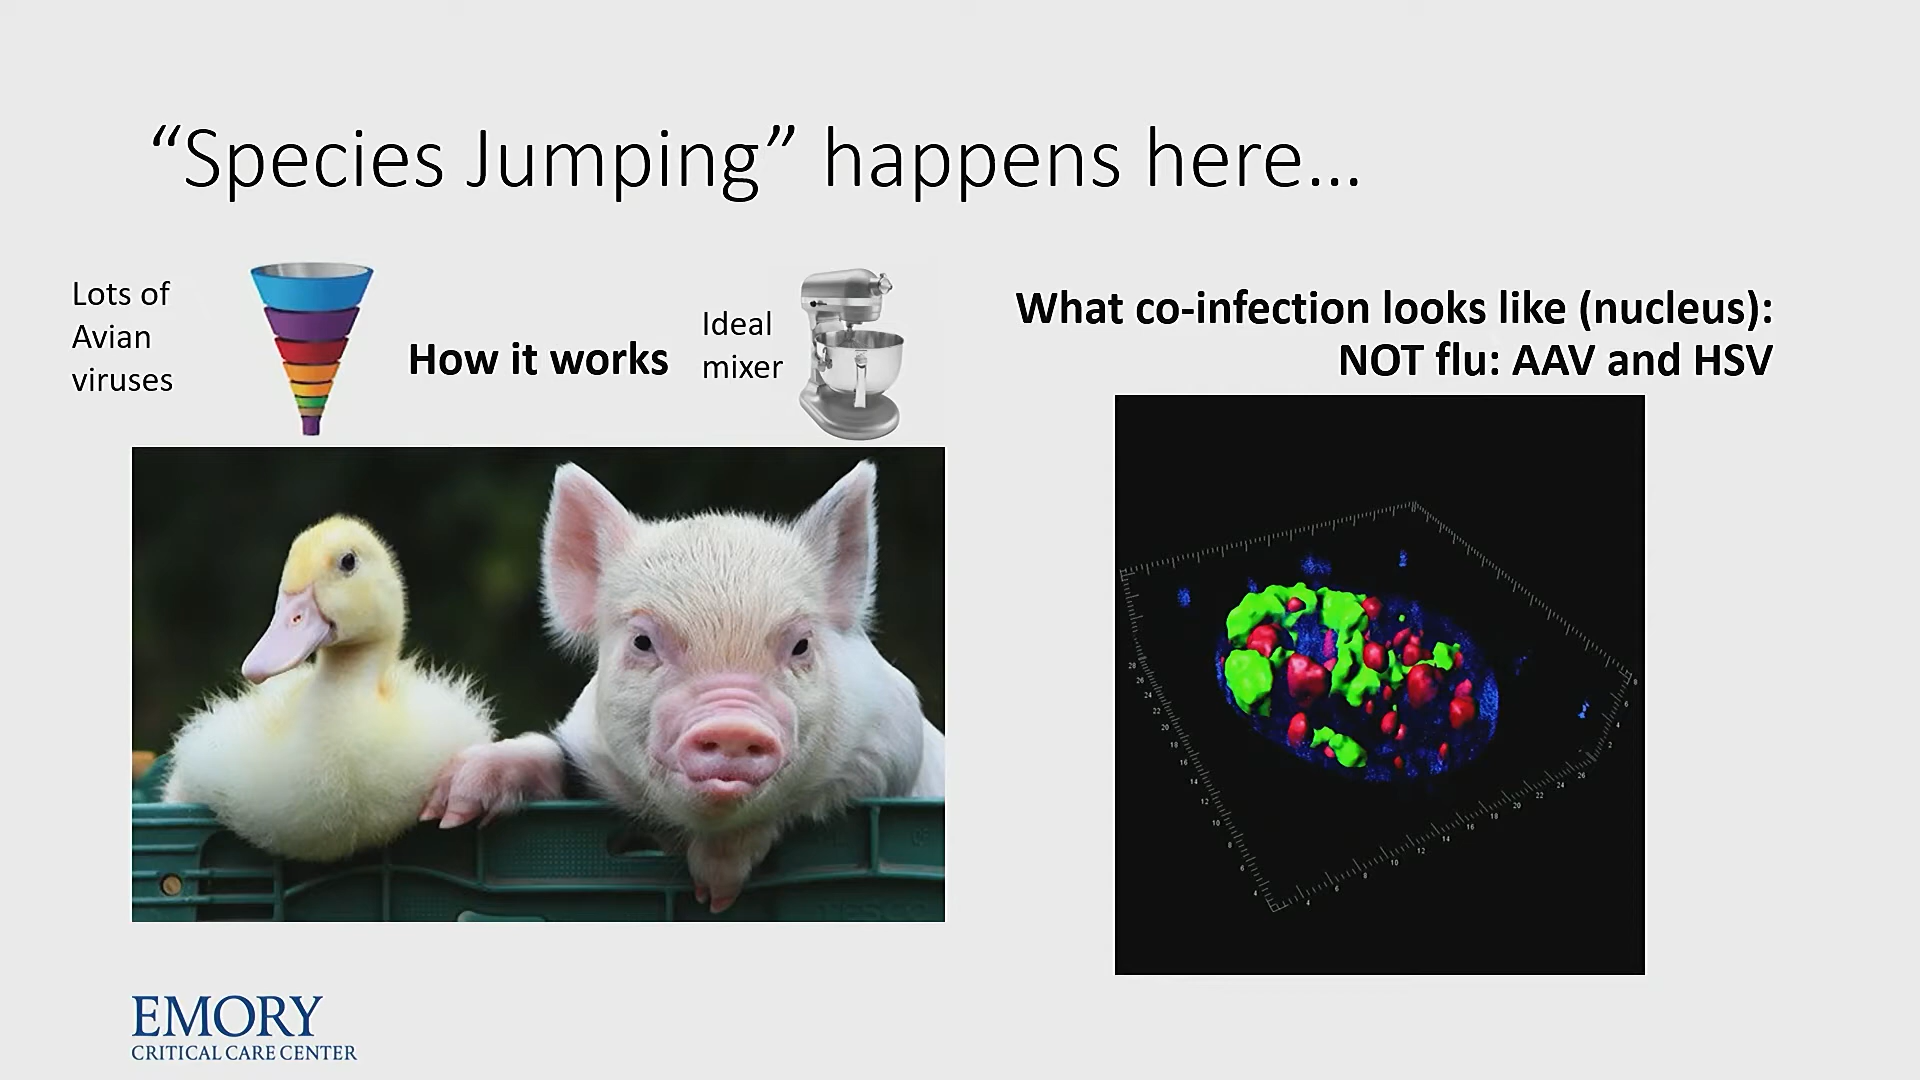 “Species Jumping” happens here...
Lots of
Avian
viruses
How it works
Ideal
mixer
What co-infection looks like (nucleus):
NOT flu: AAV and HSV
EMORY
CRITICAL CARE CENTER